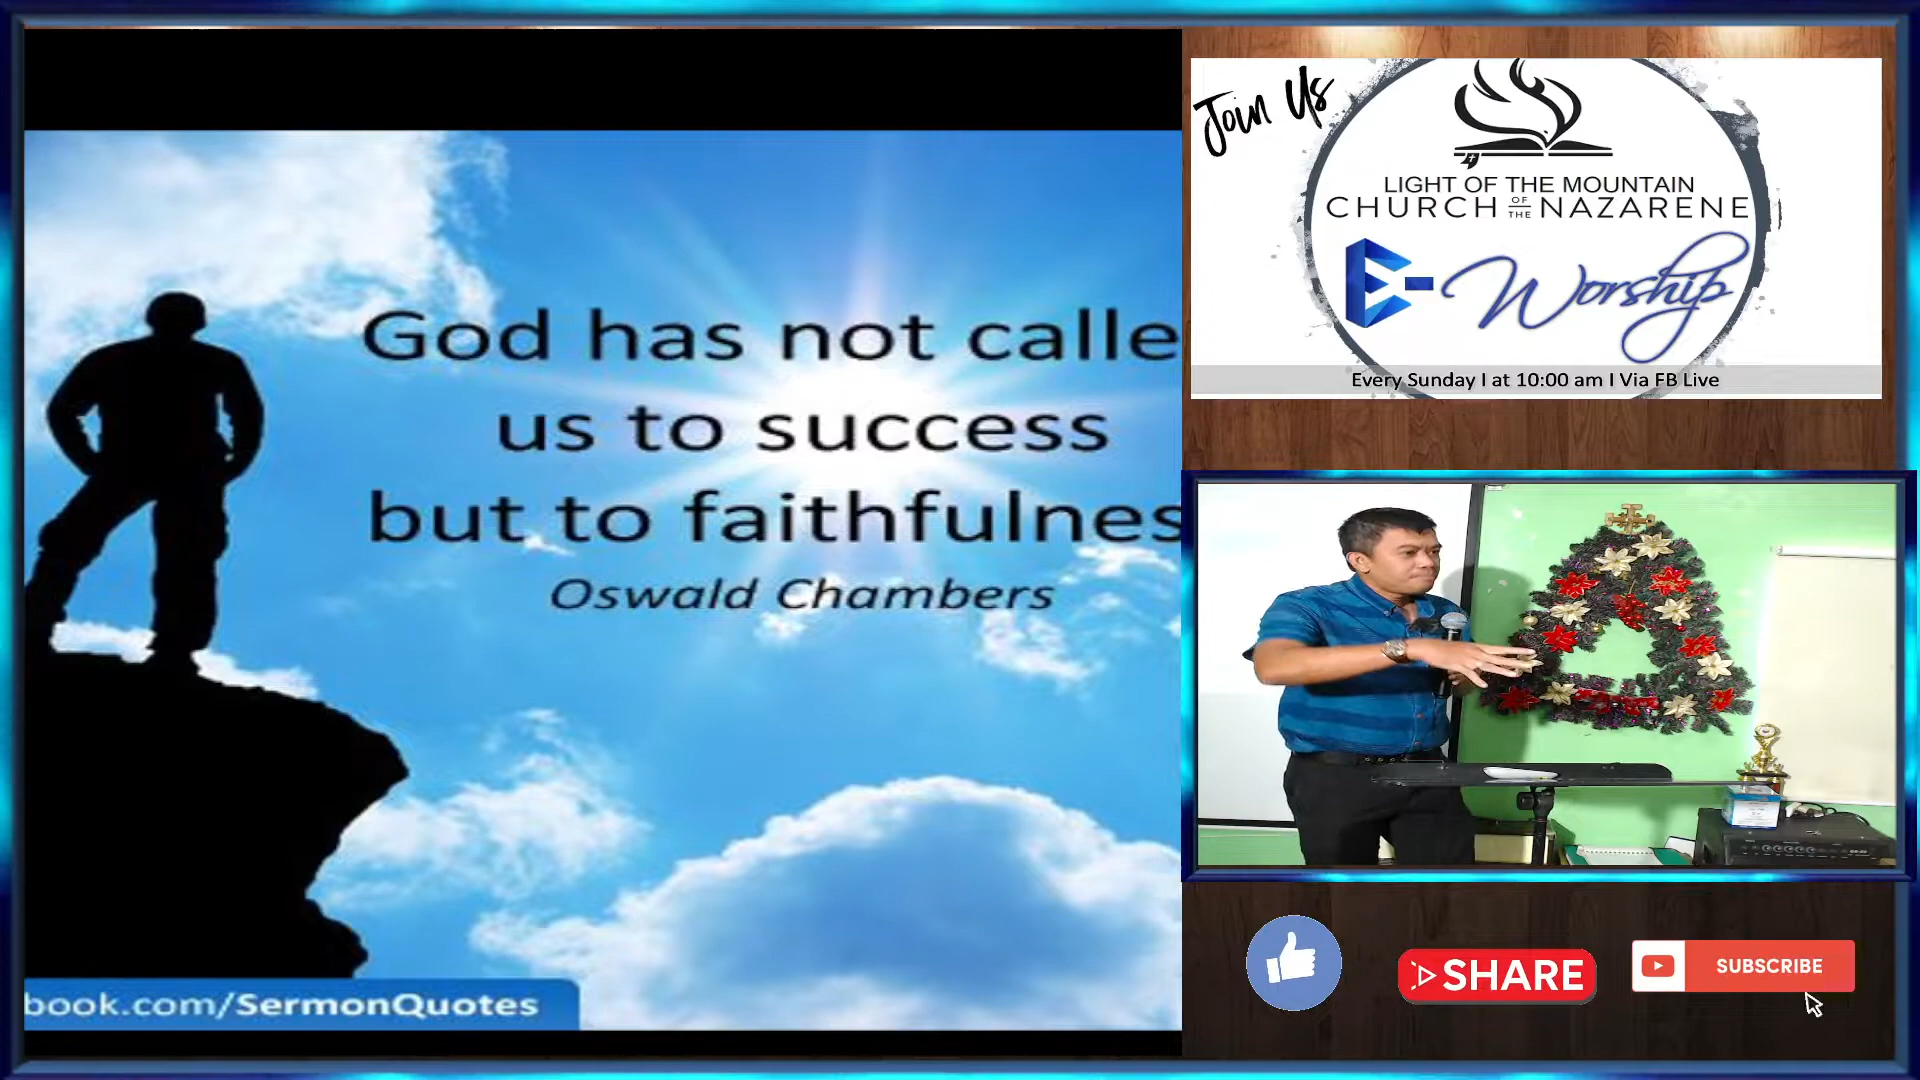 God has not calle
us to success
but to faithfulnes
Oswald Chambers
book.com/SermonQuotes
Join Us
LIGHT OF THE MOUNTAIN
CHURCH OF THE NAZARENE
E-Worship
Every Sunday I at 10:00 am I Via FB Live
SHARE
SUBSCRIBE